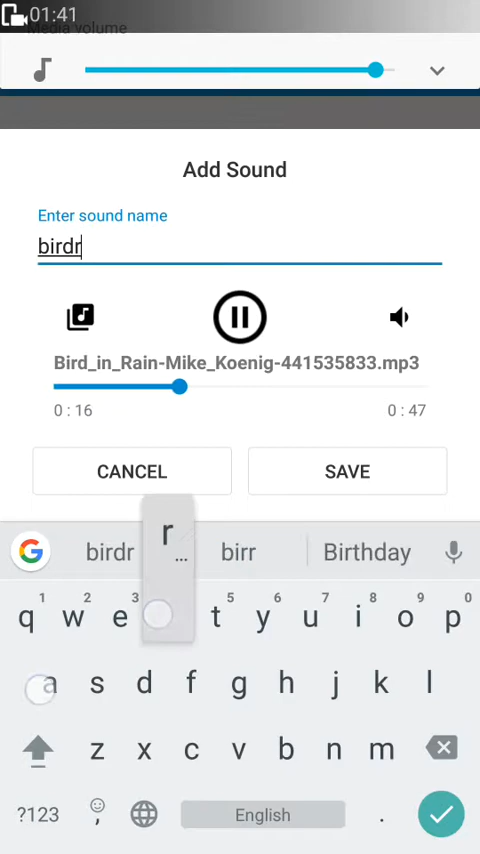 01:41
Media volume
Add Sound
Enter sound name
birdr
Bird_in_Rain-Mike_Koenig-441535833.mp3
0 : 16 0 : 47
CANCEL SAVE
birdr birr Birthday
r
...
1 2 5 6 7 8 9 0
q w e t y u i o p
a s d f g h j k l
z x c v b n m
?123 , English .